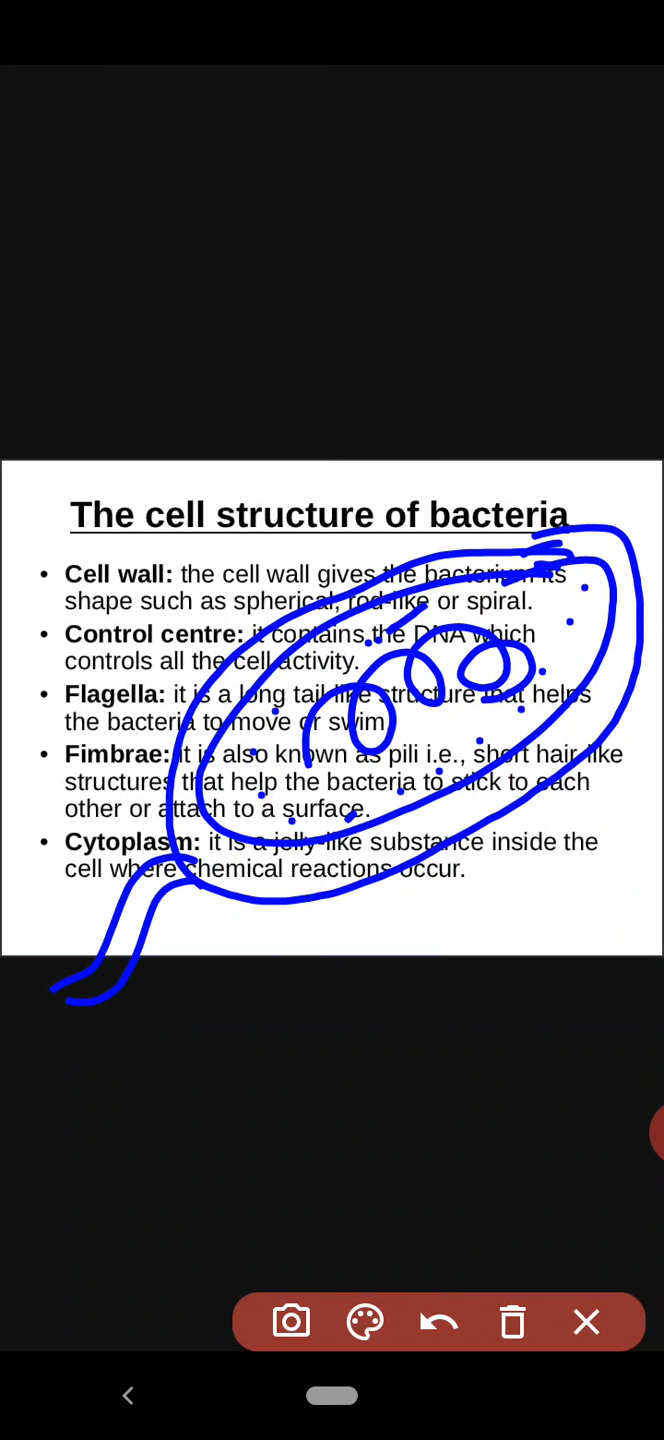 The cell structure of bacteria
• Cell wall: the cell wall gives the bacterium its
shape such as spherical, rod-like or spiral.
• Control centre: it contains the DNA which
controls all the cell activity.
• Flagella: it is a long tail-like structure that helps
the bacteria to move or swim.
• Fimbrae: it is also known as pili i.e., short hair-like
structures that help the bacteria to stick to each
other or attach to a surface.
• Cytoplasm: it is a jelly-like substance inside the
cell where chemical reactions occur.